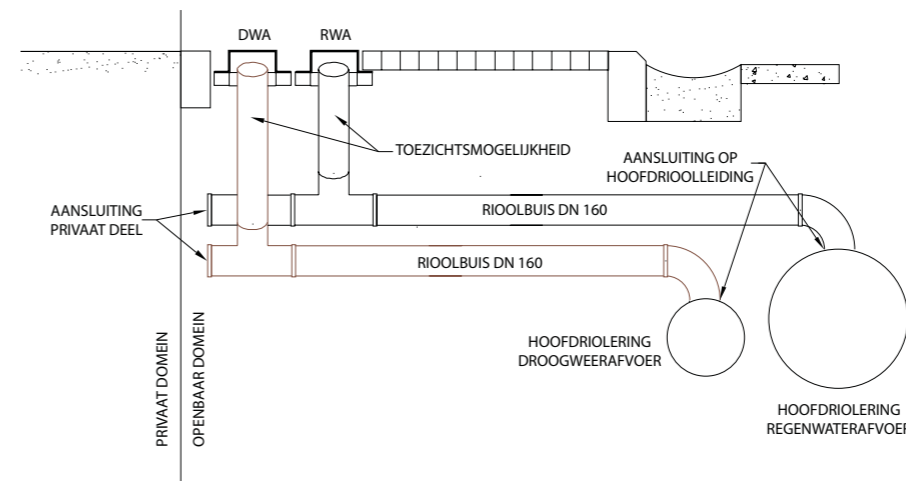 DWA
RWA
TOEZICHTSMOGELIJKHEID
AANSLUITING OP
HOOFDRIOOLLEIDING
AANSLUITING
PRIVAAT DEEL
RIOOLBUIS DN 160
RIOOLBUIS DN 160
HOOFDRIOLERING
DROOGWEERAFVOER
HOOFDRIOLERING
REGENWATERAFVOER
PRIVAAT DOMEIN
OPENBAAR DOMEIN